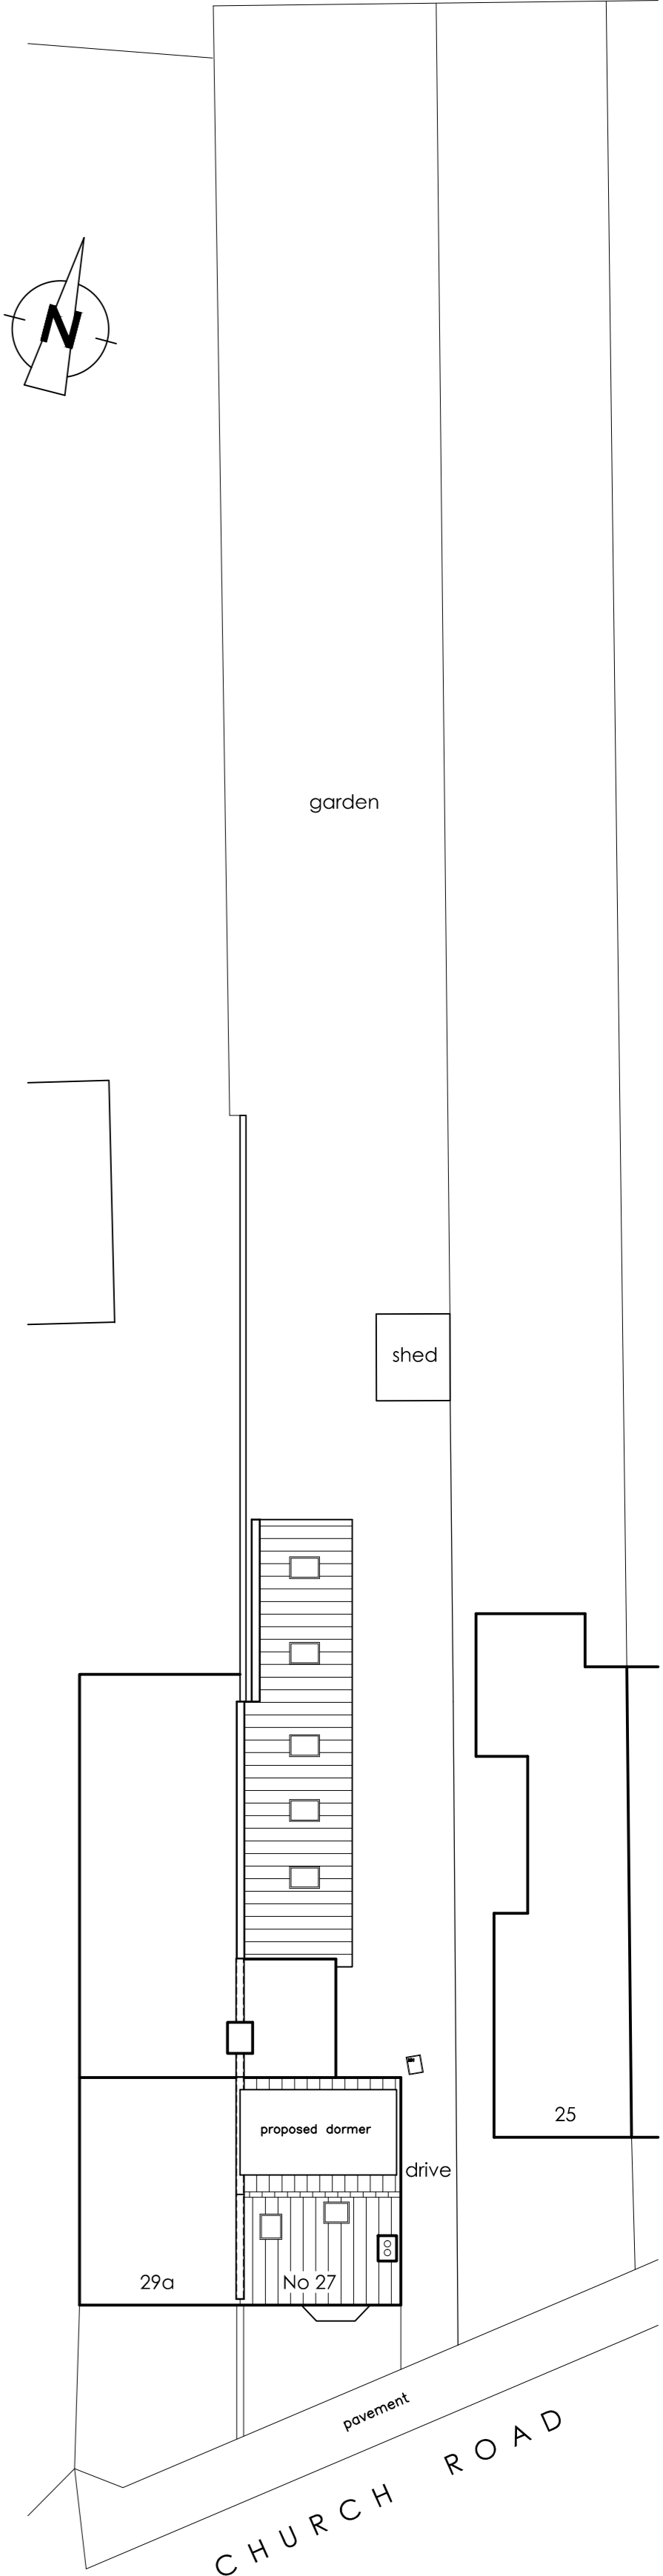 N
garden
shed
25
proposed dormer
drive
29a
No 27
pavement
CHURCH ROAD